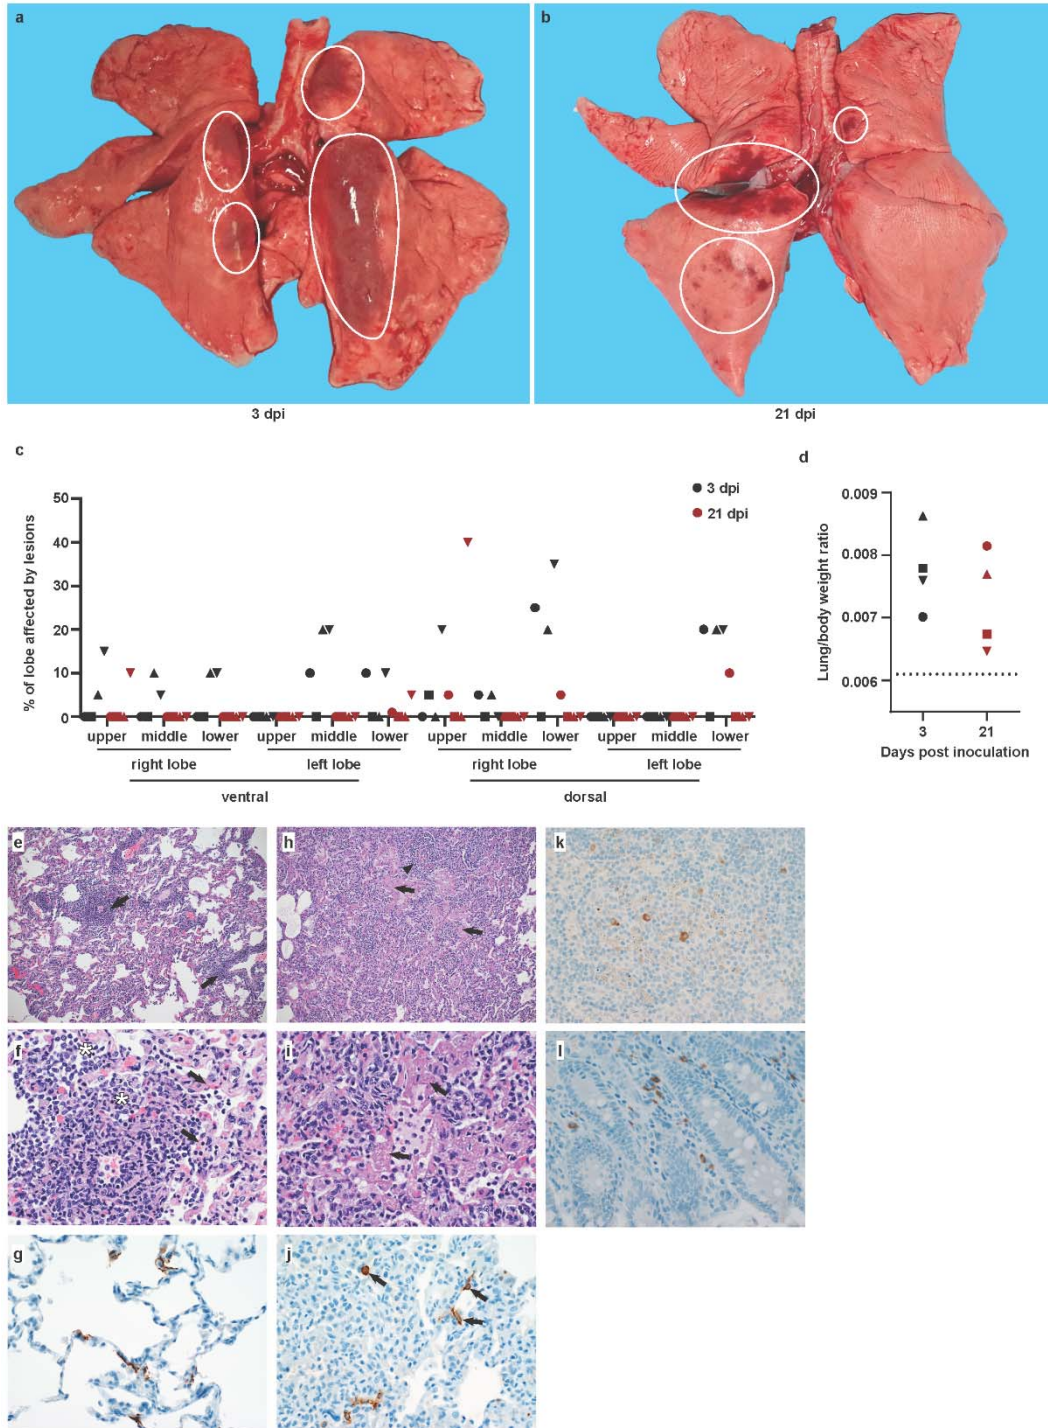 a
b
3 dpi
21 dpi
c
d
50
40
30
20
10
0
% of lobe affected by lesions
3 dpi
21 dpi
upper
middle
lower
upper
middle
lower
upper
middle
lower
upper
middle
lower
right lobe
left lobe
right lobe
left lobe
ventral
dorsal
0.009
0.008
0.007
0.006
Lung/body weight ratio
3
21
Days post inoculation
e
h
k
f
*
*
i
l
g
j